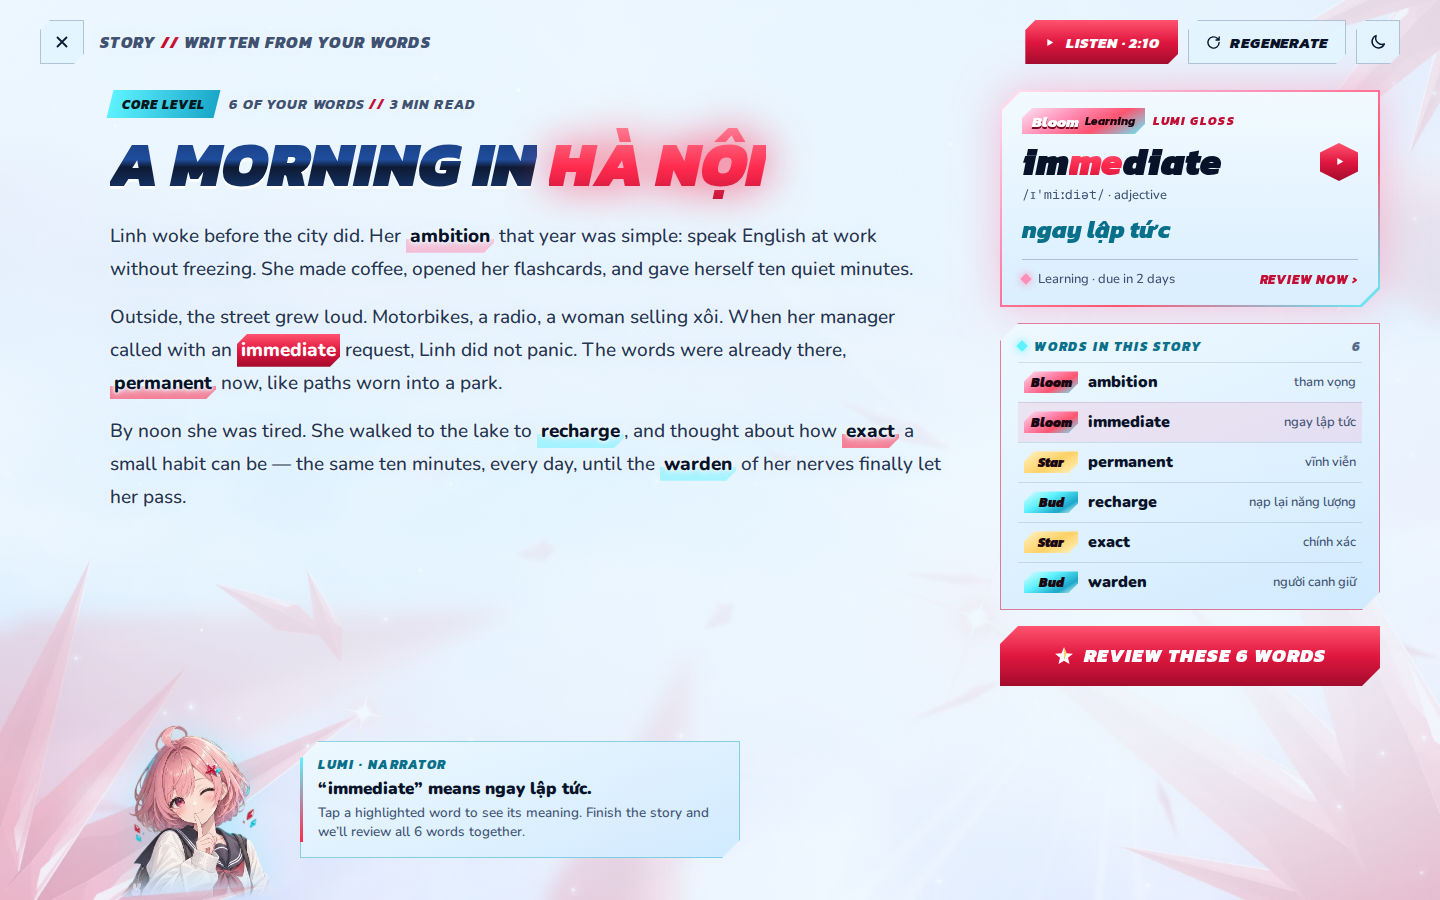 STORY // WRITTEN FROM YOUR WORDS
LISTEN · 2:10
REGENERATE
CORE LEVEL
6 OF YOUR WORDS // 3 MIN READ
A MORNING IN HÀ NỘI
Linh woke before the city did. Her ambition that year was simple: speak English at work
without freezing. She made coffee, opened her flashcards, and gave herself ten quiet minutes.
Outside, the street grew loud. Motorbikes, a radio, a woman selling xôi. When her manager
called with an immediate request, Linh did not panic. The words were already there,
permanent now, like paths worn into a park.
By noon she was tired. She walked to the lake to recharge, and thought about how exact a
small habit can be — the same ten minutes, every day, until the warden of her nerves finally let
her pass.
Bloom Learning LUMI GLOSS
immediate
/ɪˈmiːdiət/ · adjective
ngay lập tức
Learning · due in 2 days
REVIEW NOW ›
WORDS IN THIS STORY 6
Bloom ambition tham vọng
Bloom immediate ngay lập tức
Star permanent vĩnh viễn
Bud recharge nạp lại năng lượng
Star exact chính xác
Bud warden người canh giữ
REVIEW THESE 6 WORDS
LUMI · NARRATOR
“immediate” means ngay lập tức.
Tap a highlighted word to see its meaning. Finish the story and
we’ll review all 6 words together.